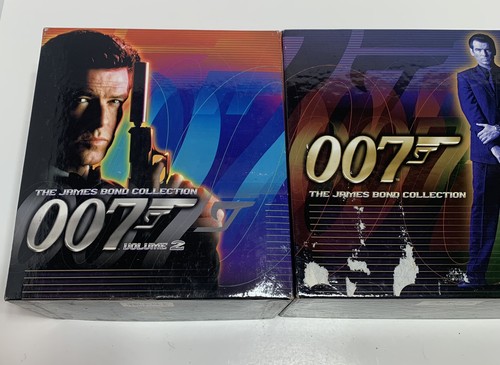 THE JAMES BOND COLLECTION
007
VOLUME 2
007
THE JAMES BOND COLLECTION